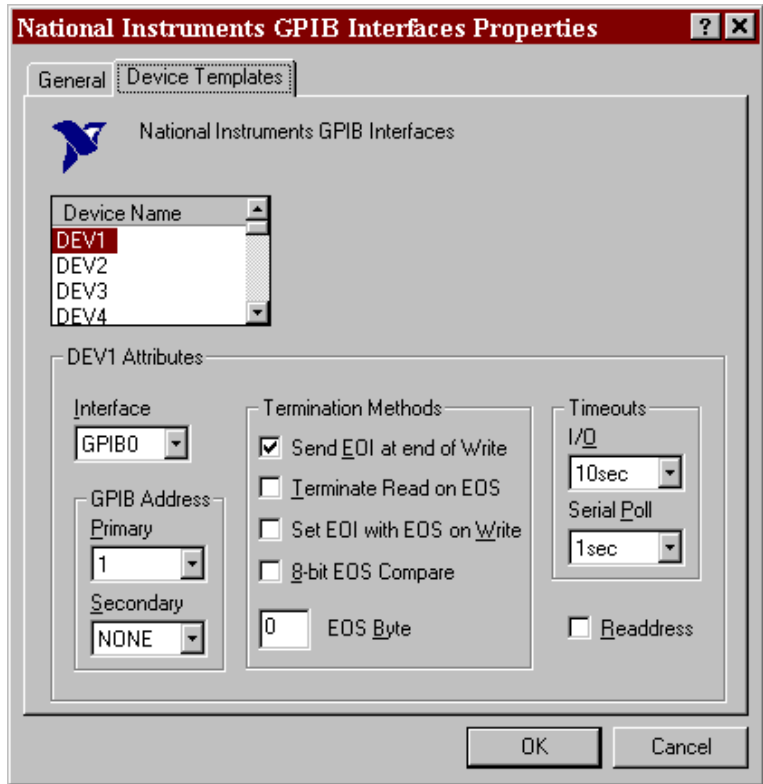 National Instruments GPIB Interfaces Properties
General
Device Templates
National Instruments GPIB Interfaces
Device Name
DEV1
DEV2
DEV3
DEV4
DEV1 Attributes
Interface
GPIB0
GPIB Address
Primary
1
Secondary
NONE
Termination Methods
Send EOI at end of Write
Terminate Read on EOS
Set EOI with EOS on Write
8-bit EOS Compare
0 EOS Byte
Timeouts
I/O
10sec
Serial Poll
1sec
Readdress
OK Cancel